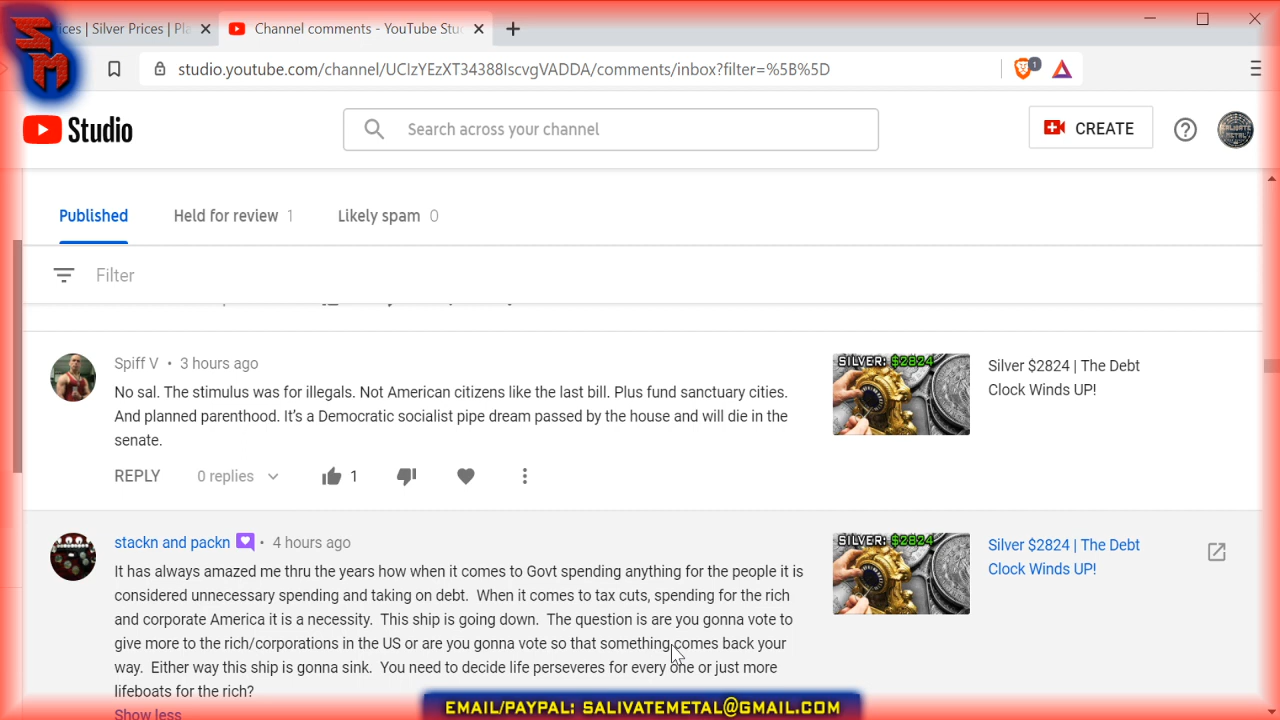 SM
ices | Silver Prices | Pla
Channel comments - YouTube Stu
studio.youtube.com/channel/UCIzYEzXT34388IscvgVADDA/comments/inbox?filter=%5B%5D
1
Studio
Search across your channel
CREATE
Published
Held for review 1
Likely spam 0
Filter
Spiff V • 3 hours ago
No sal. The stimulus was for illegals. Not American citizens like the last bill. Plus fund sanctuary cities.
And planned parenthood. It's a Democratic socialist pipe dream passed by the house and will die in the
senate.
REPLY
0 replies
1
SILVER: $2824
Silver $2824 | The Debt
Clock Winds UP!
stackn and packn • 4 hours ago
It has always amazed me thru the years how when it comes to Govt spending anything for the people it is
considered unnecessary spending and taking on debt. When it comes to tax cuts, spending for the rich
and corporate America it is a necessity. This ship is going down. The question is are you gonna vote to
give more to the rich/corporations in the US or are you gonna vote so that something comes back your
way. Either way this ship is gonna sink. You need to decide life perseveres for every one or just more
lifeboats for the rich?
Show less
SILVER: $2824
Silver $2824 | The Debt
Clock Winds UP!
EMAIL/PAYPAL: SALIVATEMETAL@GMAIL.COM